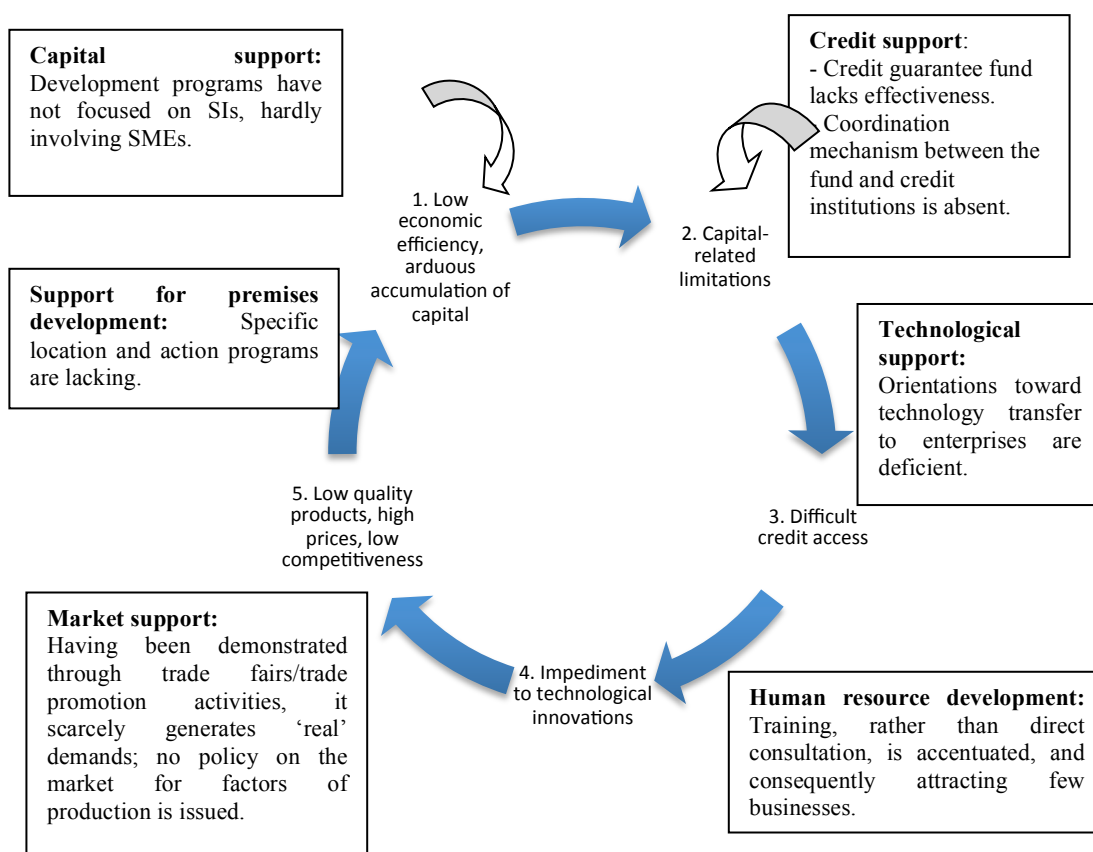 Capital support:
Development programs have
not focused on SIs, hardly
involving SMEs.
Credit support:
- Credit guarantee fund
lacks effectiveness.
Coordination
mechanism between the
fund and credit
institutions is absent.
1. Low
economic
efficiency,
arduous
accumulation of
capital
2. Capital-
related
limitations
Support for premises
development: Specific
location and action programs
are lacking.
Technological
support:
Orientations toward
technology transfer
to enterprises are
deficient.
5. Low quality
products, high
prices, low
competitiveness
3. Difficult
credit access
Market support:
Having been demonstrated
through trade fairs/trade
promotion activities, it
scarcely generates ‘real’
demands; no policy on the
market for factors of
production is issued.
4. Impediment
to technological
innovations
Human resource development:
Training, rather than direct
consultation, is accentuated, and
consequently attracting few
businesses.